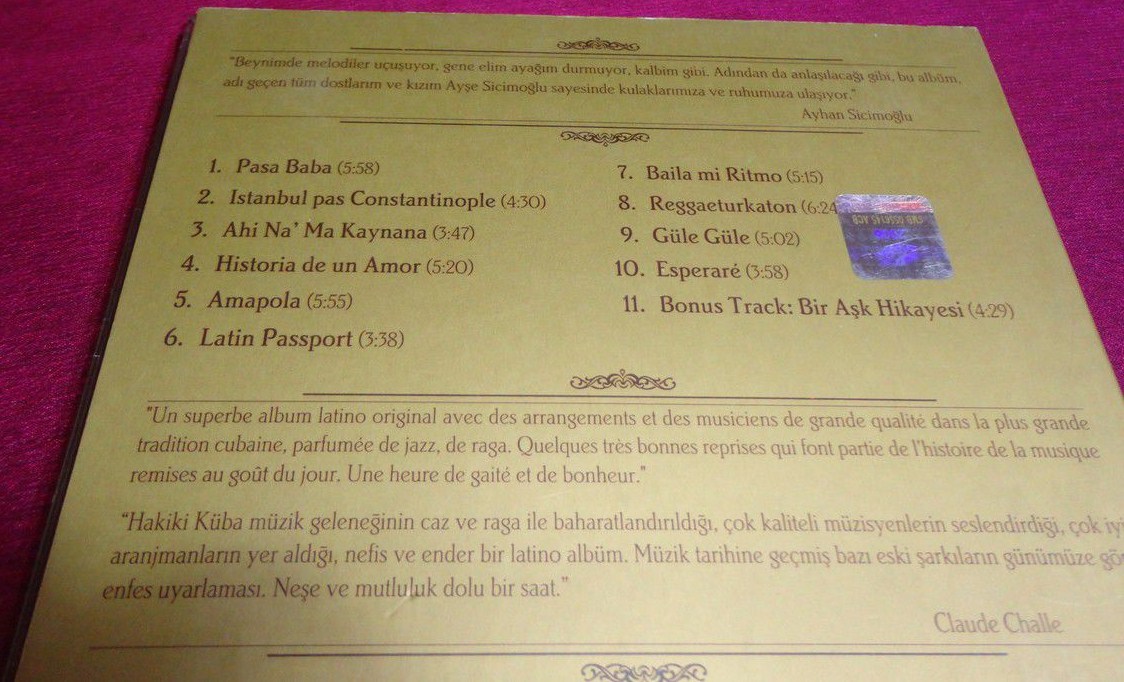 "Beynimde melodiler uçuşuyor, gene elim ayağım durmuyor, kalbim gibi. Adından da anlaşılacağı gibi, bu albüm,
adı geçen tüm dostlarım ve kızım Ayşe Sicimoğlu sayesinde kulaklarımıza ve ruhumuza ulaşıyor."
Ayhan Sicimoğlu
1. Pasa Baba (5:58)
2. Istanbul pas Constantinople (4:30)
3. Ahi Na' Ma Kaynana (3:47)
4. Historia de un Amor (5:20)
5. Amapola (5:55)
6. Latin Passport (3:38)
7. Baila mi Ritmo (5:15)
8. Reggaeturkaton (6:24
9. Güle Güle (5:02)
10. Esperaré (3:58)
11. Bonus Track: Bir Aşk Hikayesi (4:29)
"Un superbe album latino original avec des arrangements et des musiciens de grande qualité dans la plus grande
tradition cubaine, parfumée de jazz, de raga. Quelques très bonnes reprises qui font partie de l'histoire de la musique
remises au goût du jour. Une heure de gaité et de bonheur."
"Hakiki Küba müzik geleneğinin caz ve raga ile baharatlandırıldığı, çok kaliteli müzisyenlerin seslendirdiği, çok iyi
aranjmanların yer aldığı, nefis ve ender bir latino albüm. Müzik tarihine geçmiş bazı eski şarkıların günümüze gö
enfes uyarlaması. Neşe ve mutluluk dolu bir saat."
Claude Challe